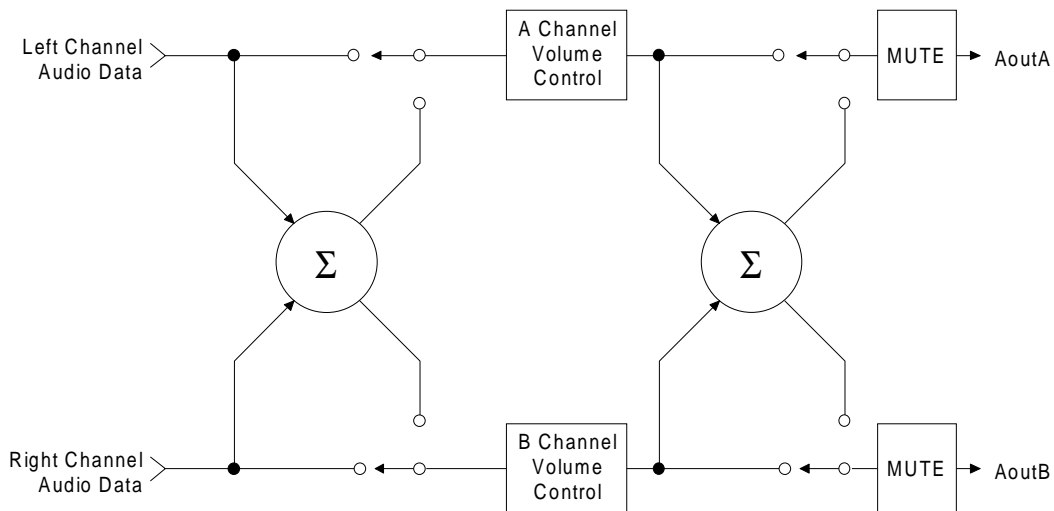 Left Channel
Audio Data
A Channel
Volume
Control
MUTE
AoutA
Σ
Σ
Right Channel
Audio Data
B Channel
Volume
Control
MUTE
AoutB